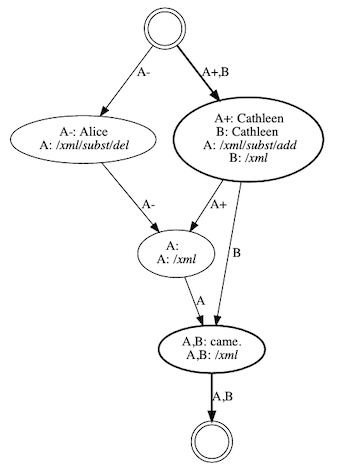 A-
A+,B
A-: Alice
A: /xml/subst/del
A+: Cathleen
B: Cathleen
A: /xml/subst/add
B: /xml
A-
A+
B
A:
A: /xml
A
A,B: came.
A,B: /xml
A,B